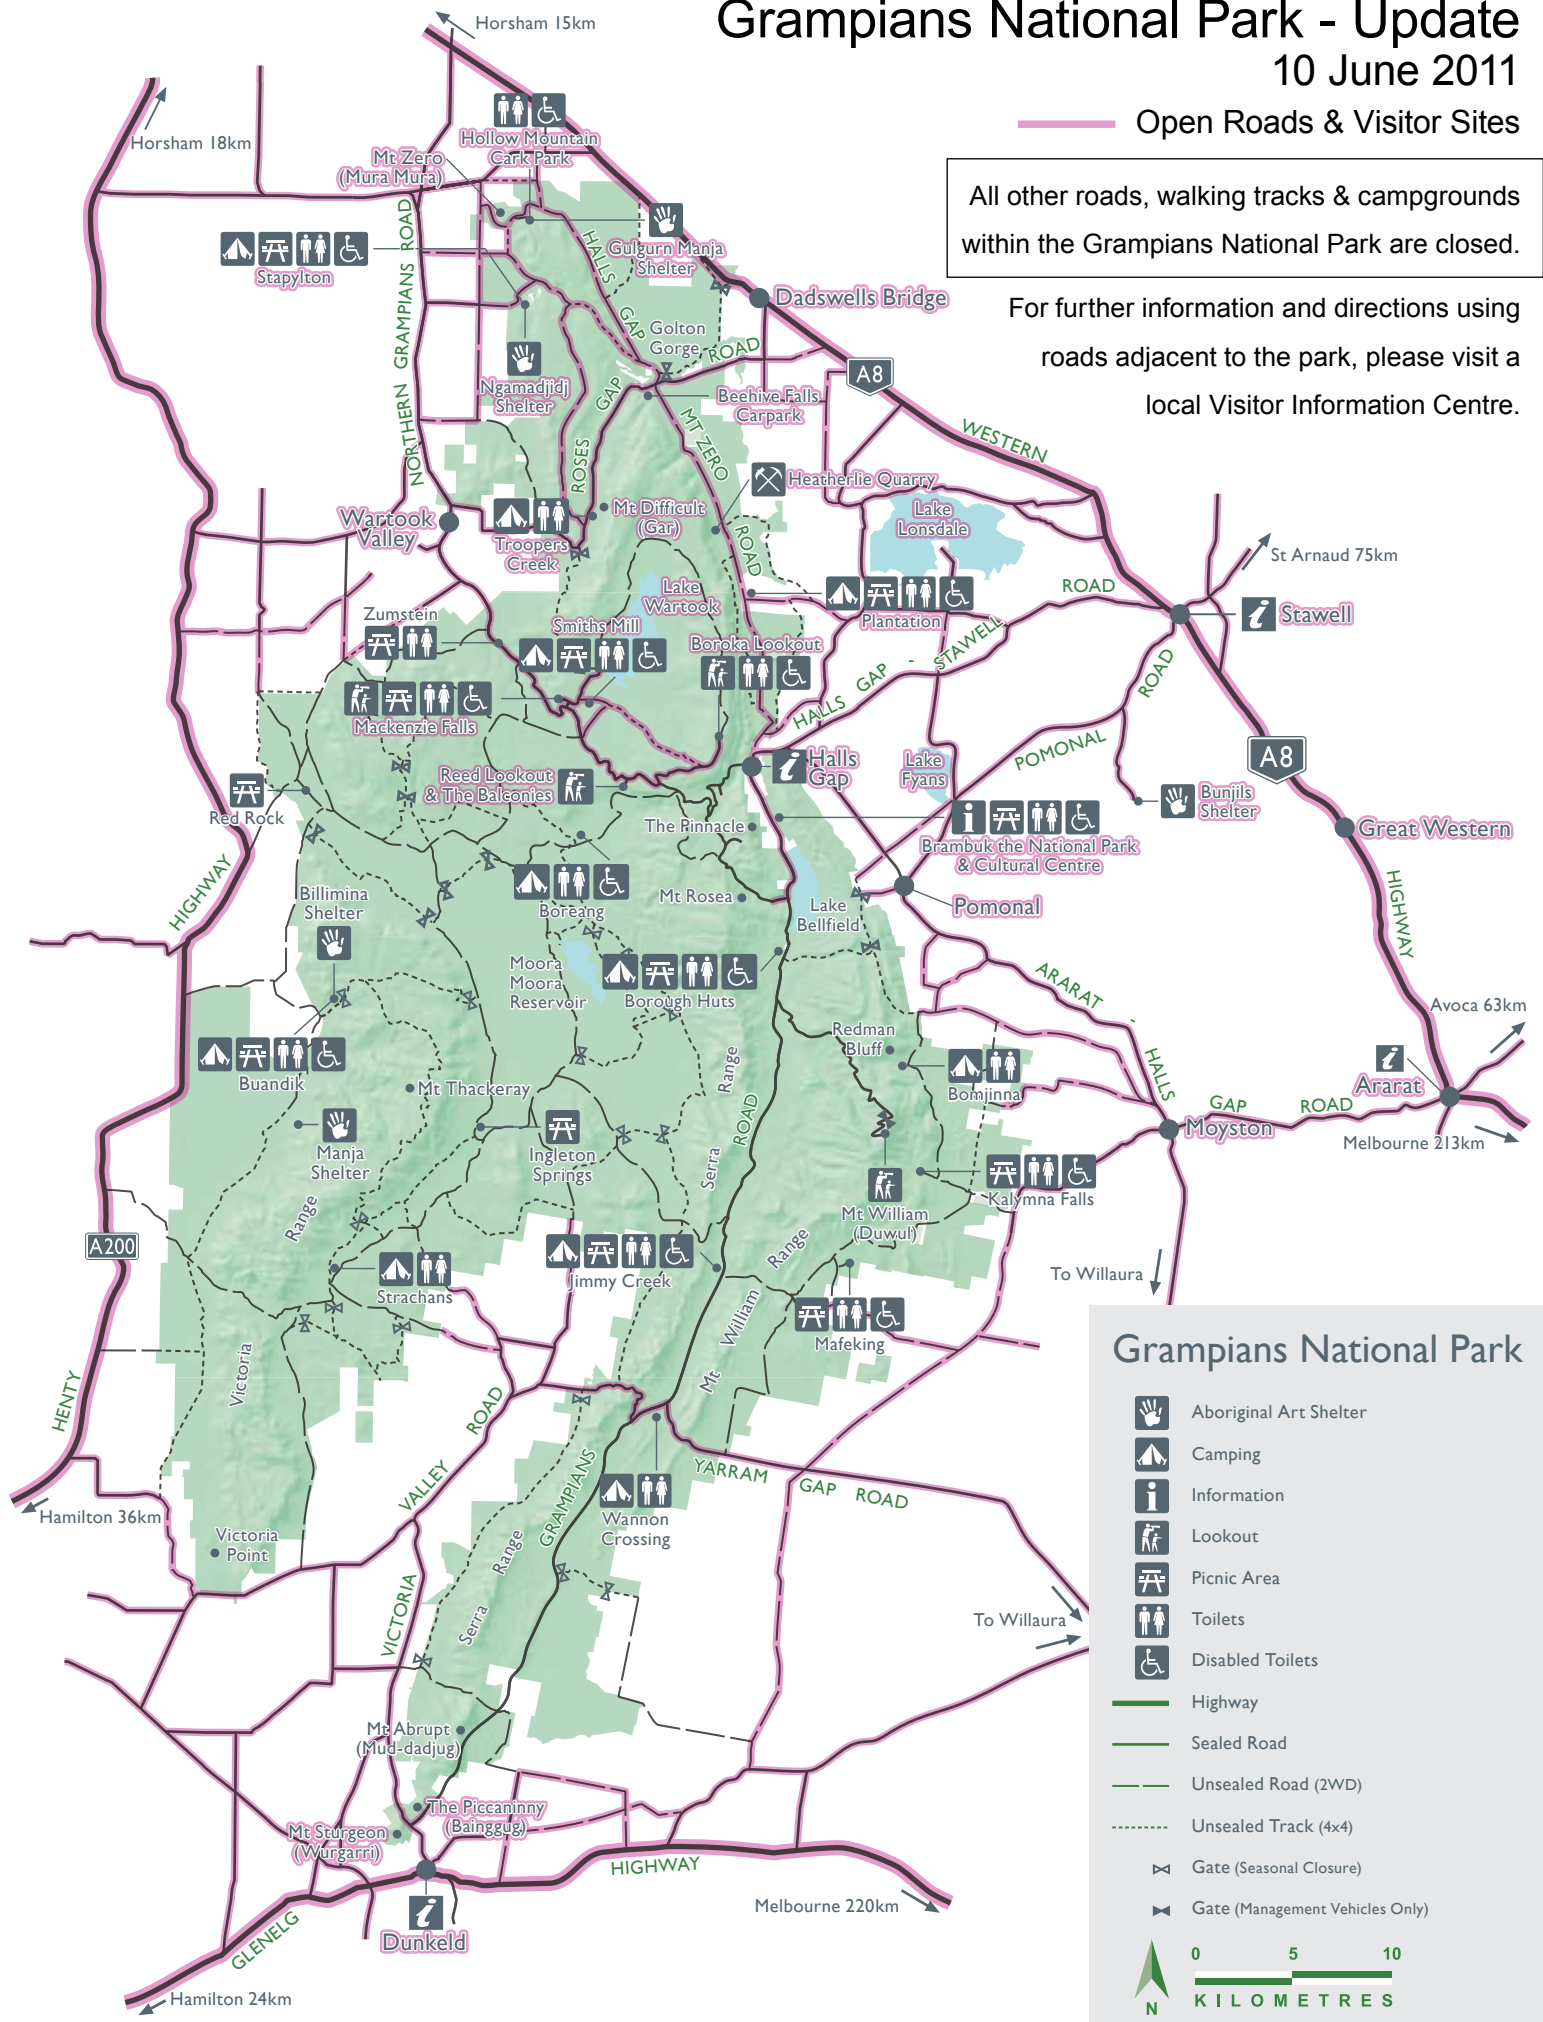 Grampians National Park - Update
10 June 2011
Open Roads & Visitor Sites
All other roads, walking tracks & campgrounds
within the Grampians National Park are closed.
For further information and directions using
roads adjacent to the park, please visit a
local Visitor Information Centre.
Horsham 15km
Horsham 18km
Hollow Mountain
Cark Park
Mt Zero
(Mura Mura)
Stapylton
NORTHERN GRAMPIANS ROAD
HALLS GAP ROAD
Gulgurn Manja
Shelter
Dadswells Bridge
Golton
Gorge
A8
Ngamadjidj
Shelter
Beehive Falls
Carpark
ROSES GAP
MT ZERO ROAD
WESTERN
Heatherlie Quarry
Wartook
Valley
Troopers
Creek
Mt Difficult
(Gar)
Lake
Lonsdale
St Arnaud 75km
Lake
Wartook
Zumstein
Smiths Mill
Boroka Lookout
Plantation
HALLS GAP - STAWELL ROAD
Stawell
Mackenzie Falls
Reed Lookout
& The Balconies
Halls
Gap
Lake
Fyans
POMONAL ROAD
A8
Red Rock
The Pinnacle
Brambuk the National Park
& Cultural Centre
Bunjils
Shelter
Great Western
HIGHWAY
HIGHWAY
Billimina
Shelter
Boreang
Mt Rosea
Lake
Bellfield
Pomonal
Moora
Moora
Reservoir
Borough Huts
ARARAT - HALLS GAP ROAD
Avoca 63km
Redman
Bluff
Buandik
Mt Thackeray
Bomjinna
Ararat
Moyston
Melbourne 213km
Manja
Shelter
Ingleton
Springs
Serra Range
ROAD
Kalymna Falls
Mt William
(Duwul)
Victoria Range
A200
Strachans
Jimmy Creek
Mt William Range
To Willaura
Mafeking
HENTY
Hamilton 36km
Victoria
Point
VICTORIA VALLEY ROAD
GRAMPIANS
Serra Range
YARRAM GAP ROAD
Wannon
Crossing
To Willaura
Mt Abrupt
(Mud-dadjug)
The Piccaninny
(Bainggug)
Mt Sturgeon
(Wurgarri)
Dunkeld
GLENELG HIGHWAY
Melbourne 220km
Hamilton 24km
Grampians National Park
Aboriginal Art Shelter
Camping
Information
Lookout
Picnic Area
Toilets
Disabled Toilets
Highway
Sealed Road
Unsealed Road (2WD)
Unsealed Track (4x4)
Gate (Seasonal Closure)
Gate (Management Vehicles Only)
0 5 10
KILOMETRES
N